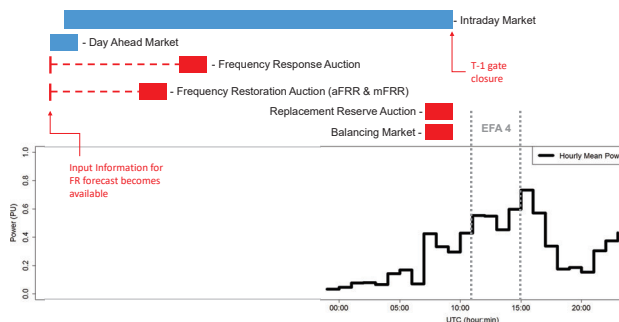 - Intraday Market
- Day Ahead Market
- Frequency Response Auction
T-1 gate
closure
- Frequency Restoration Auction (aFRR & mFRR)
Replacement Reserve Auction -
Balancing Market -
EFA 4
Input Information for
FR forecast becomes
available
Hourly Mean Pow
Power (PU)
1.0
0.8
0.6
0.4
0.2
0.0
00:00 05:00 10:00 15:00 20:00
UTC (hour:min)